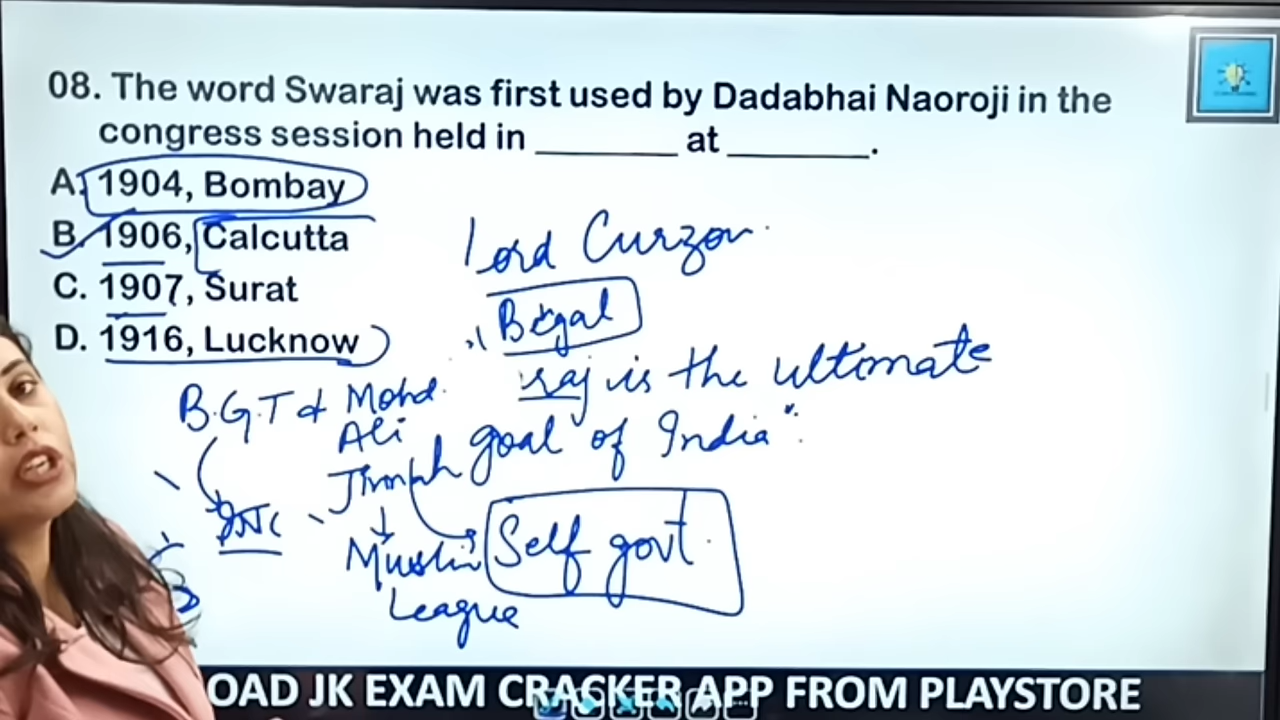 08. The word Swaraj was first used by Dadabhai Naoroji in the
congress session held in ________ at ________.
A. 1904, Bombay
B. 1906, Calcutta
C. 1907, Surat
D. 1916, Lucknow
Lord Curzon
Begal
raj is the ultimate
goal of India"
B.G.T & Mohd.
Ali
Jinnah
INC
Muslim
League
Self govt.
OAD JK EXAM CRACKER APP FROM PLAYSTORE